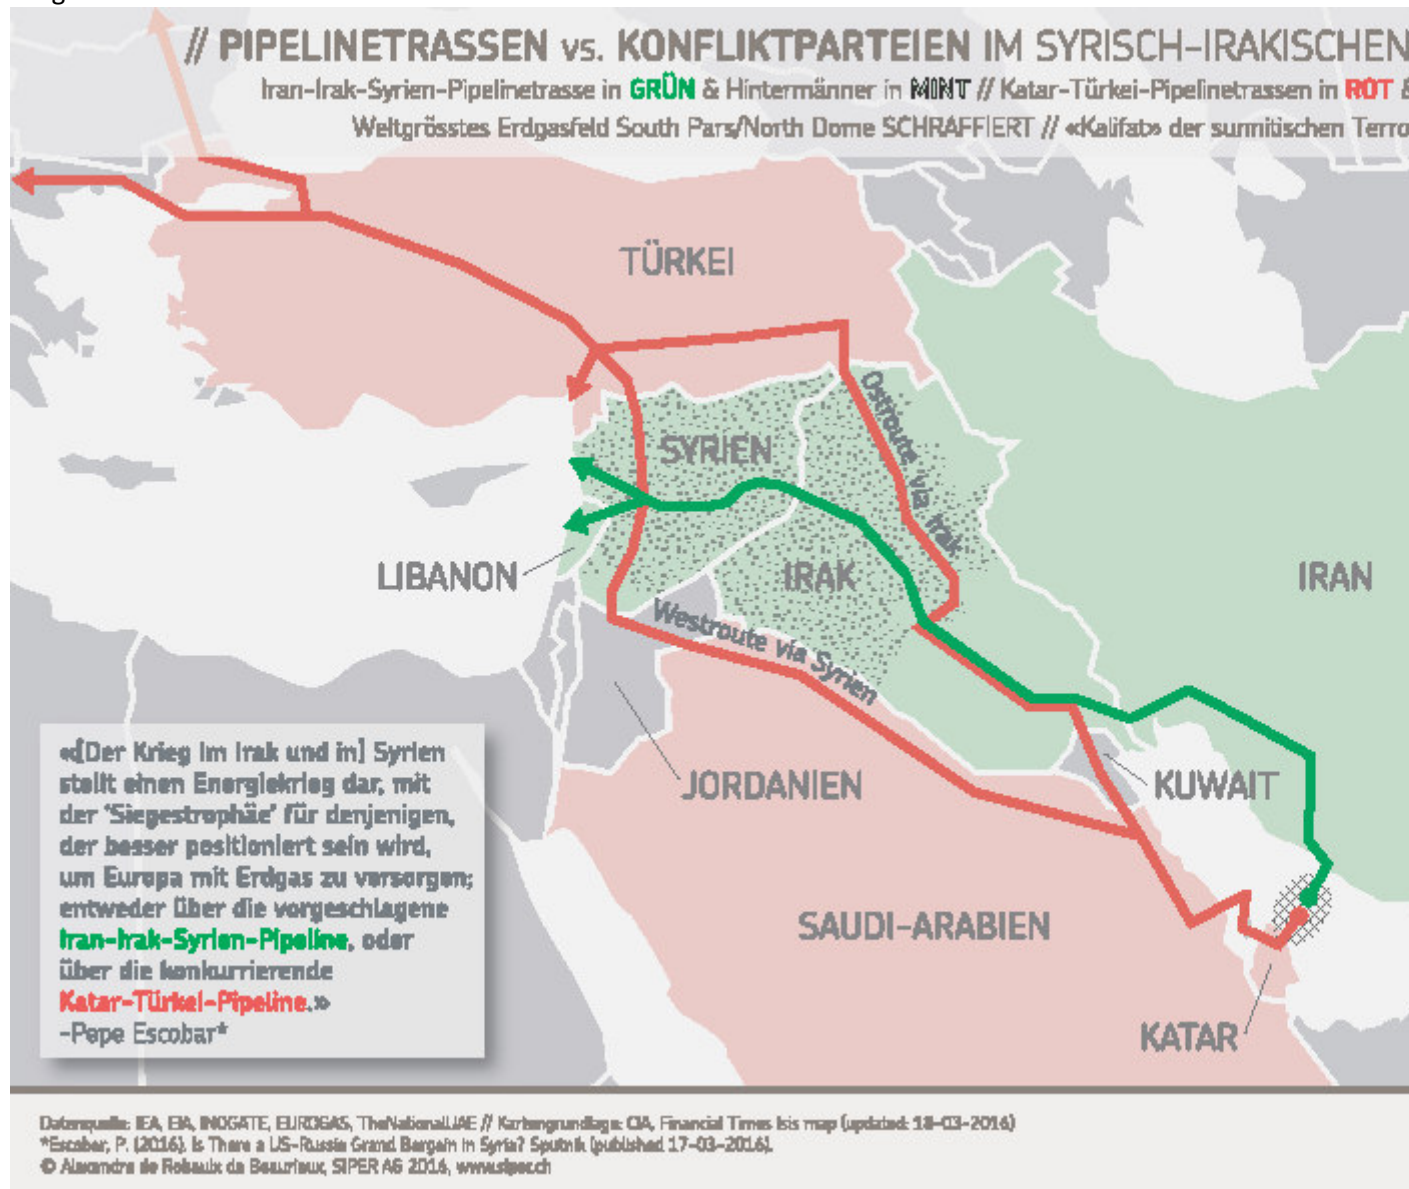 // PIPELINETRASSEN vs. KONFLIKTPARTEIEN IM SYRISCH-IRAKISCHEN
Iran-Irak-Syrien-Pipelinetrasse in GRÜN & Hintermänner in MINT // Katar-Türkei-Pipelinetrassen in ROT &
Weltgrösstes Erdgasfeld South Pars/North Dome SCHRAFFIERT // «Kalifat» der sunnitischen Terro
TÜRKEI
Ostroute via Irak
SYRIEN
LIBANON
IRAK
IRAN
Westroute via Syrien
«[Der Krieg im Irak und in] Syrien
stellt einen Energiekrieg dar, mit
der 'Siegestrophäe' für denjenigen,
der besser positioniert sein wird,
um Europa mit Erdgas zu versorgen;
entweder über die vorgeschlagene
Iran-Irak-Syrien-Pipeline, oder
über die konkurrierende
Katar-Türkei-Pipeline.»
-Pepe Escobar*
JORDANIEN
KUWAIT
SAUDI-ARABIEN
KATAR
Datenquelle: IEA, EIA, INOGATE, EUROGAS, TheNationalUAE // Kartengrundlage: CIA, Financial Times Isis map (updated: 18-03-2016)
*Escobar, P. (2016). Is There a US-Russia Grand Bargain in Syria? Sputnik (published 17-03-2016).
© Alexandre de Robaulx de Beaurieux, SIPER AG 2016, www.siper.ch